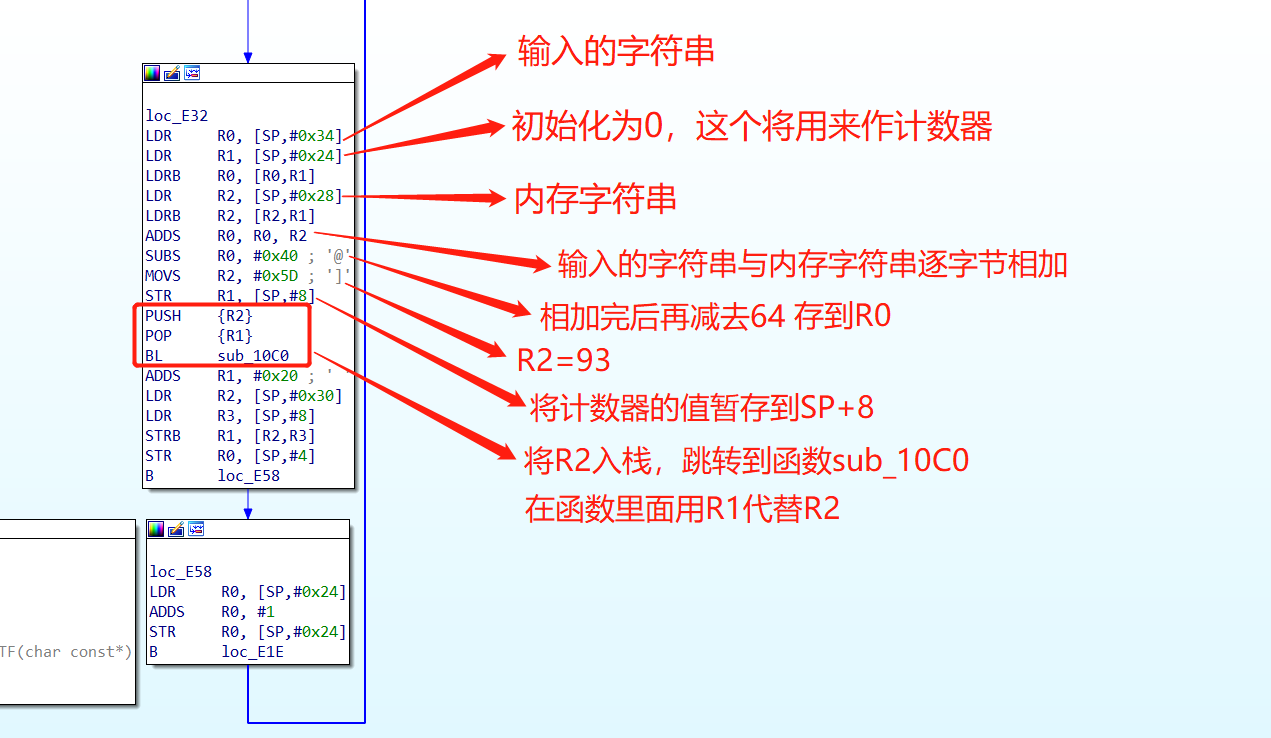 loc_E32
LDR R0, [SP,#0x34]
LDR R1, [SP,#0x24]
LDRB R0, [R0,R1]
LDR R2, [SP,#0x28]
LDRB R2, [R2,R1]
ADDS R0, R0, R2
SUBS R0, #0x40 ; '@'
MOVS R2, #0x5D ; ']'
STR R1, [SP,#8]
PUSH {R2}
POP {R1}
BL sub_10C0
ADDS R1, #0x20 ; ' '
LDR R2, [SP,#0x30]
LDR R3, [SP,#8]
STRB R1, [R2,R3]
STR R0, [SP,#4]
B loc_E58
输入的字符串
初始化为0，这个将用来作计数器
内存字符串
输入的字符串与内存字符串逐字节相加
相加完后再减去64 存到R0
R2=93
将计数器的值暂存到SP+8
将R2入栈，跳转到函数sub_10C0
在函数里面用R1代替R2
TF(char const*)
loc_E58
LDR R0, [SP,#0x24]
ADDS R0, #1
STR R0, [SP,#0x24]
B loc_E1E